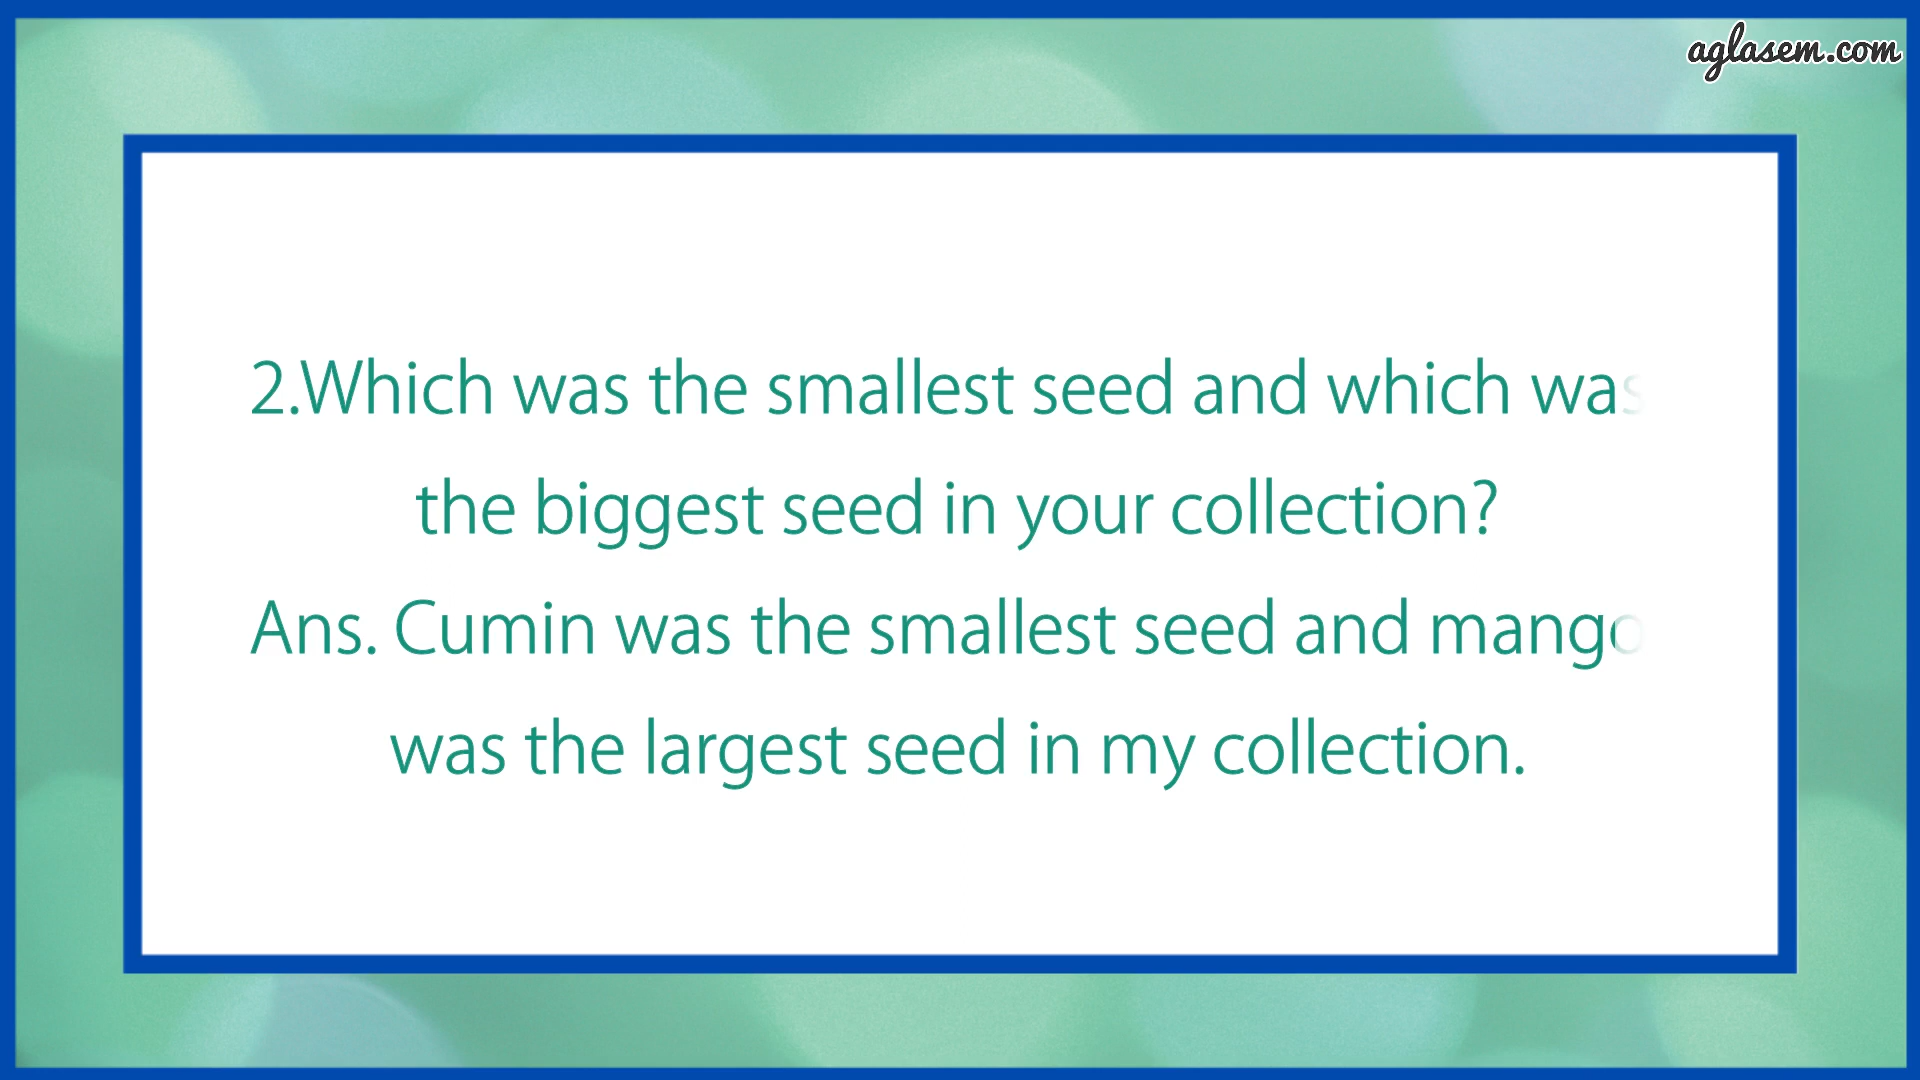 aglasem.com
2.Which was the smallest seed and which was
the biggest seed in your collection?
Ans. Cumin was the smallest seed and mango
was the largest seed in my collection.